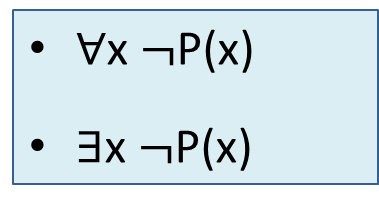 • ∀x ¬P(x)
• ∃x ¬P(x)